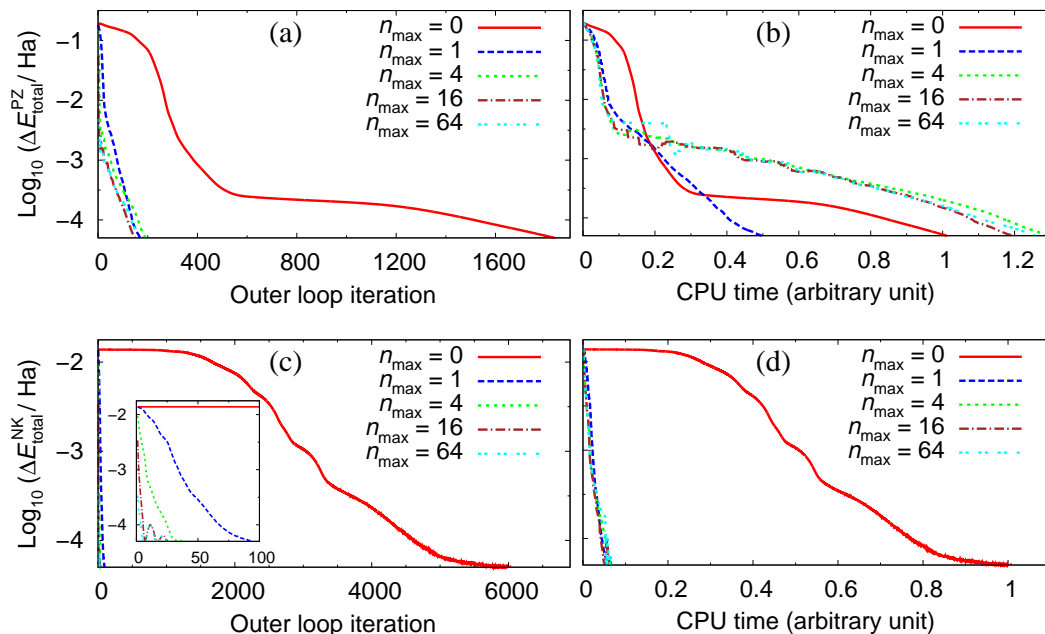 (a)
n_max = 0
n_max = 1
n_max = 4
n_max = 16
n_max = 64
−1
−2
−3
−4
Log₁₀ (ΔE^PZ_total / Ha)
0 400 800 1200 1600
Outer loop iteration
(b)
n_max = 0
n_max = 1
n_max = 4
n_max = 16
n_max = 64
0 0.2 0.4 0.6 0.8 1 1.2
CPU time (arbitrary unit)
(c)
n_max = 0
n_max = 1
n_max = 4
n_max = 16
n_max = 64
−2
−3
−4
Log₁₀ (ΔE^NK_total / Ha)
−2
−3
−4
0 50 100
0 2000 4000 6000
Outer loop iteration
(d)
n_max = 0
n_max = 1
n_max = 4
n_max = 16
n_max = 64
0 0.2 0.4 0.6 0.8 1
CPU time (arbitrary unit)